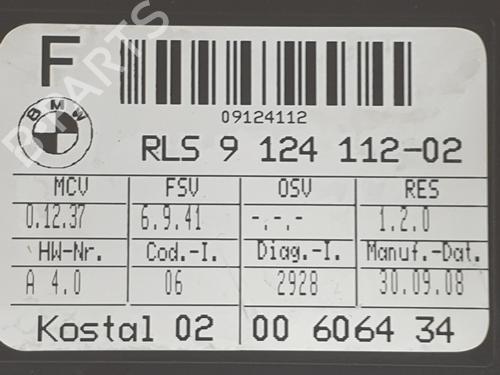 F
09124112
BMW
RLS 9 124 112-02
MCV FSV OSV RES
0.12.37 6.9.41 -.-.- 1.2.0
HW-Nr. Cod.-I. Diag.-I. Manuf.-Dat.
A 4.0 06 2928 30.09.08
Kostal 02 00 6064 34
B-PARTS